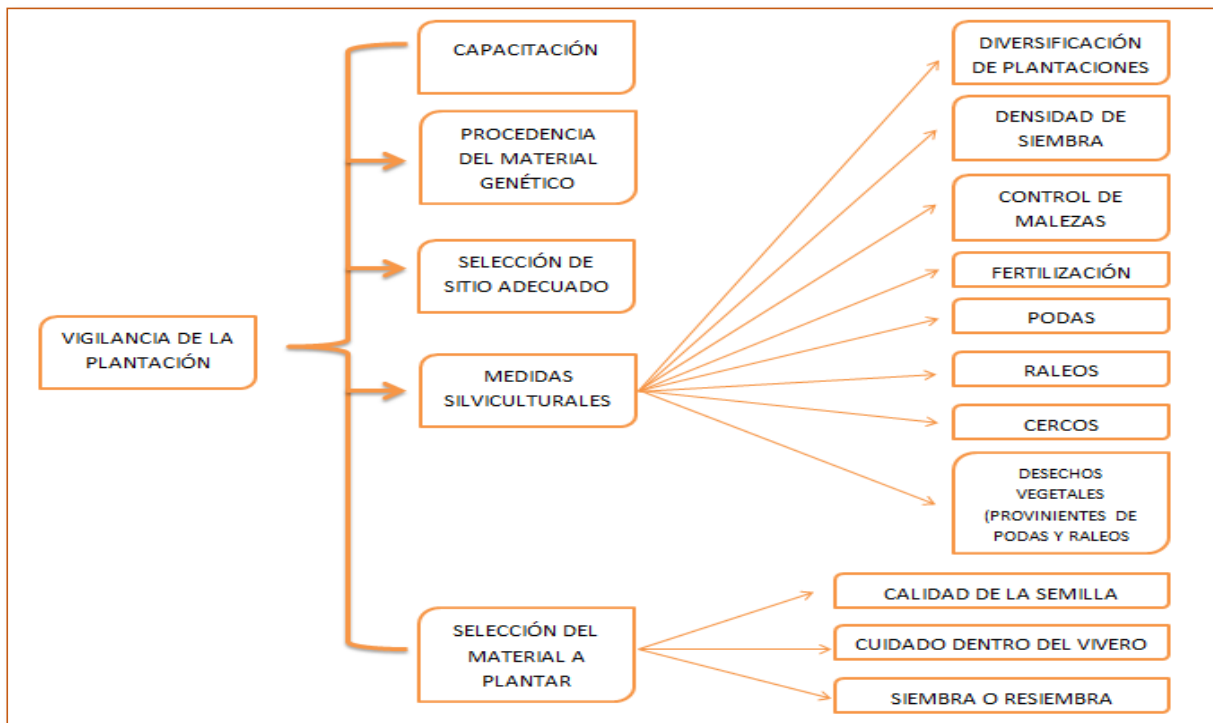 VIGILANCIA DE LA
PLANTACIÓN
CAPACITACIÓN
PROCEDENCIA
DEL MATERIAL
GENÉTICO
SELECCIÓN DE
SITIO ADECUADO
MEDIDAS
SILVICULTURALES
SELECCIÓN DEL
MATERIAL A
PLANTAR
DIVERSIFICACIÓN
DE PLANTACIONES
DENSIDAD DE
SIEMBRA
CONTROL DE
MALEZAS
FERTILIZACIÓN
PODAS
RALEOS
CERCOS
DESECHOS
VEGETALES
(PROVINIENTES DE
PODAS Y RALEOS
CALIDAD DE LA SEMILLA
CUIDADO DENTRO DEL VIVERO
SIEMBRA O RESIEMBRA